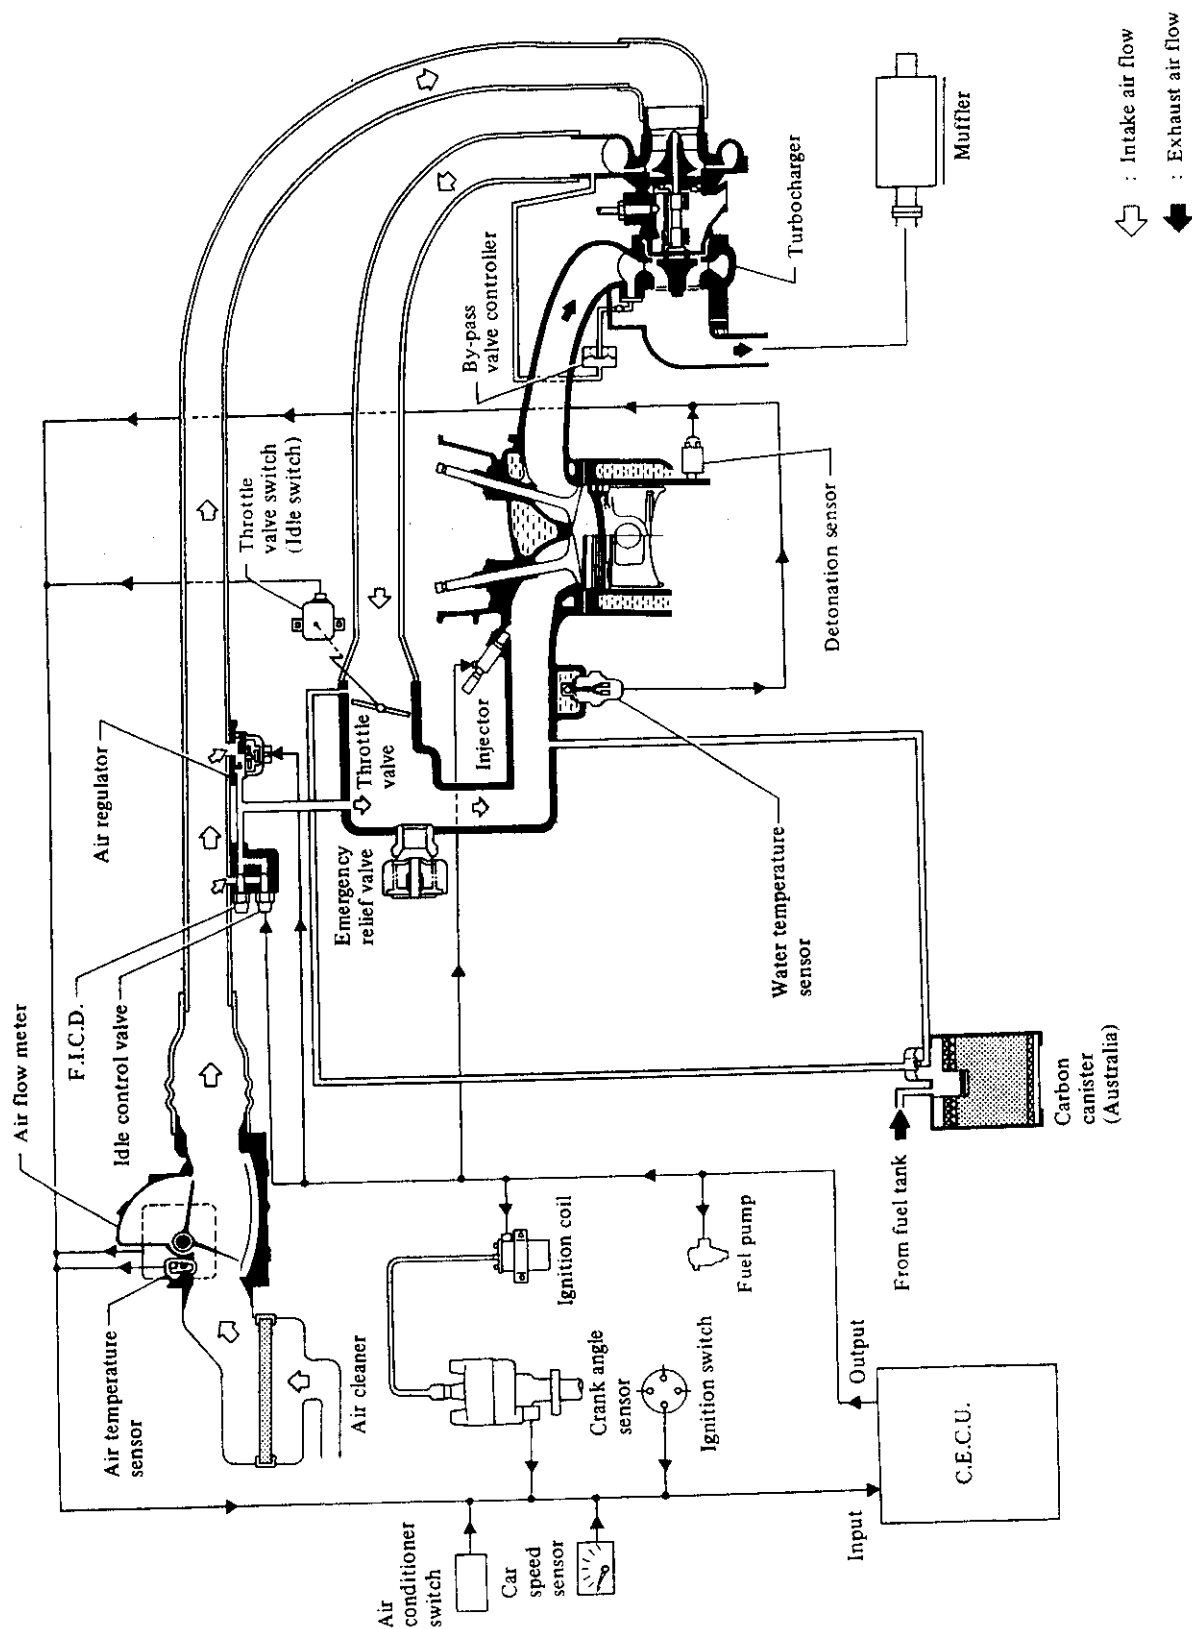 Air flow meter
F.I.C.D.
Idle control valve
Air regulator
Throttle
valve switch
(Idle switch)
Air temperature
sensor
Air cleaner
Emergency
relief valve
Throttle
valve
Injector
By-pass
valve controller
Turbocharger
Muffler
: Intake air flow
: Exhaust air flow
Detonation sensor
Water temperature
sensor
Ignition coil
Crank angle
sensor
Ignition switch
Fuel pump
From fuel tank
Carbon
canister
(Australia)
Air
conditioner
switch
Car
speed
sensor
Input
Output
C.E.C.U.